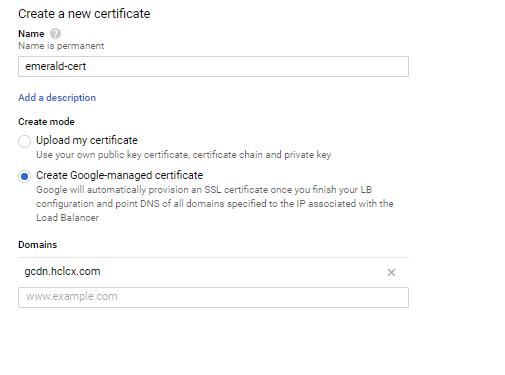 Create a new certificate
Name ?
Name is permanent
emerald-cert
Add a description
Create mode
Upload my certificate
Use your own public key certificate, certificate chain and private key
Create Google-managed certificate
Google will automatically provision an SSL certificate once you finish your LB
configuration and point DNS of all domains specified to the IP associated with the
Load Balancer
Domains
gcdn.hclcx.com
www.example.com